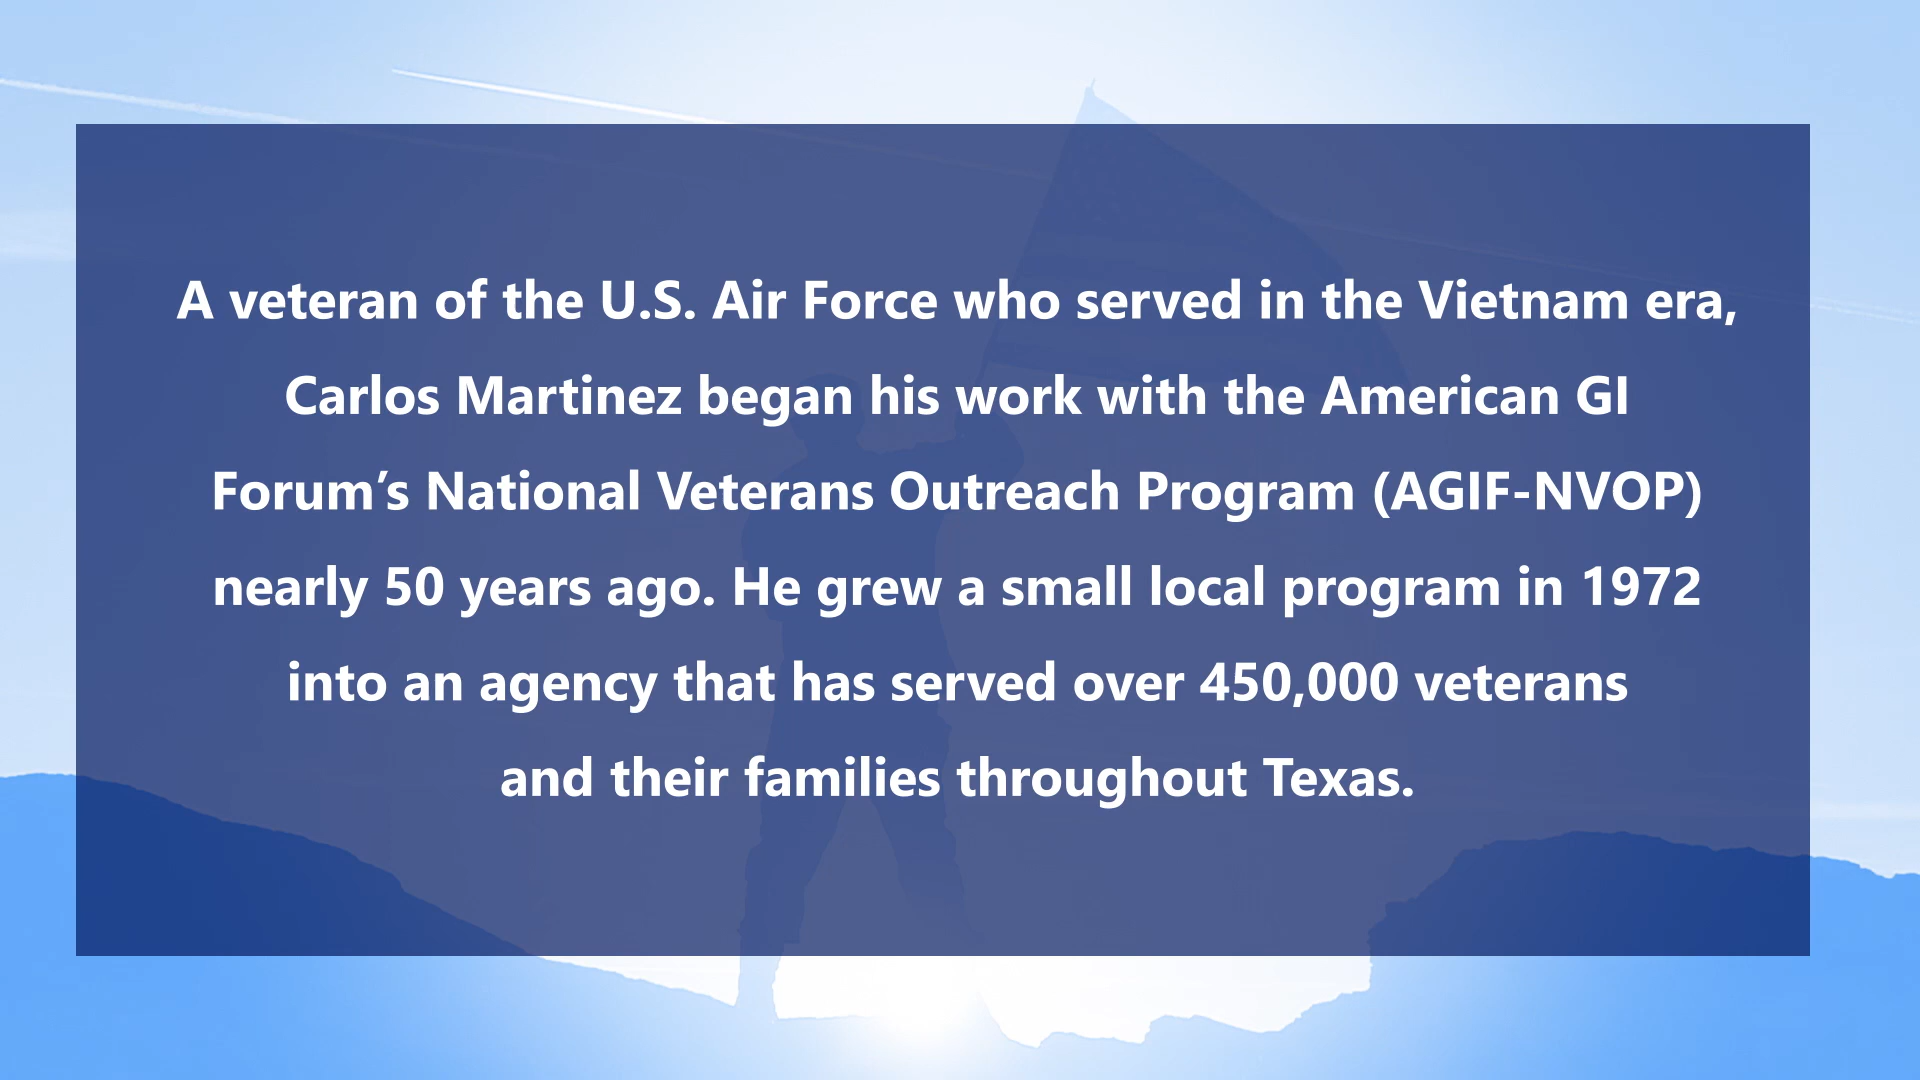 A veteran of the U.S. Air Force who served in the Vietnam era,
Carlos Martinez began his work with the American GI
Forum’s National Veterans Outreach Program (AGIF-NVOP)
nearly 50 years ago. He grew a small local program in 1972
into an agency that has served over 450,000 veterans
and their families throughout Texas.